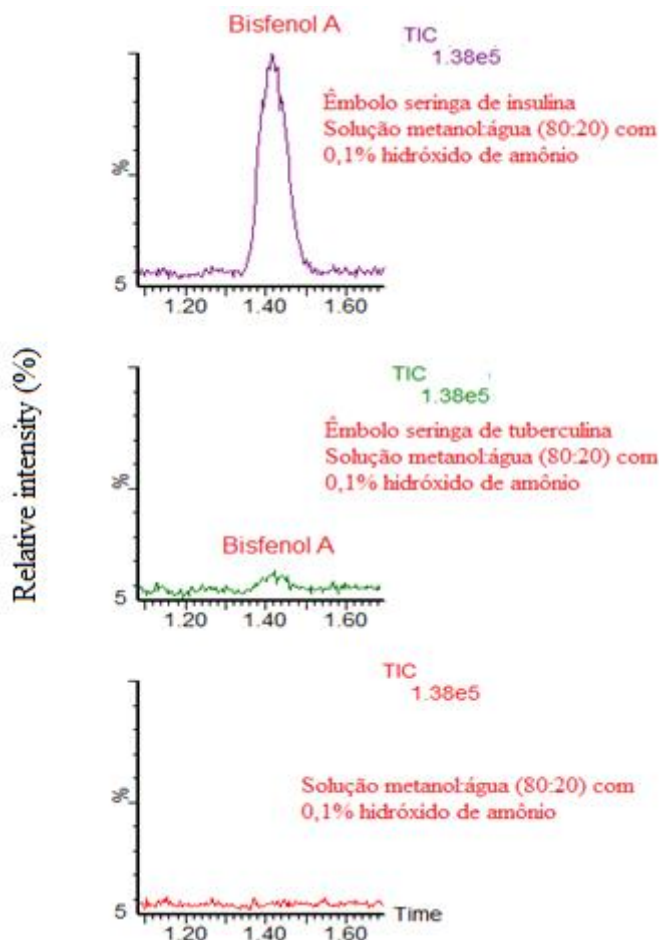 Bisfenol A
TIC
1.38e5
Êmbolo seringa de insulina
Solução metanol:água (80:20) com
0,1% hidróxido de amônio
%
5
1.20 1.40 1.60
Relative intensity (%)
TIC
1.38e5
Êmbolo seringa de tuberculina
Solução metanol:água (80:20) com
0,1% hidróxido de amônio
%
Bisfenol A
5
1.20 1.40 1.60
TIC
1.38e5
Solução metanol:água (80:20) com
0,1% hidróxido de amônio
%
5
Time
1.20 1.40 1.60